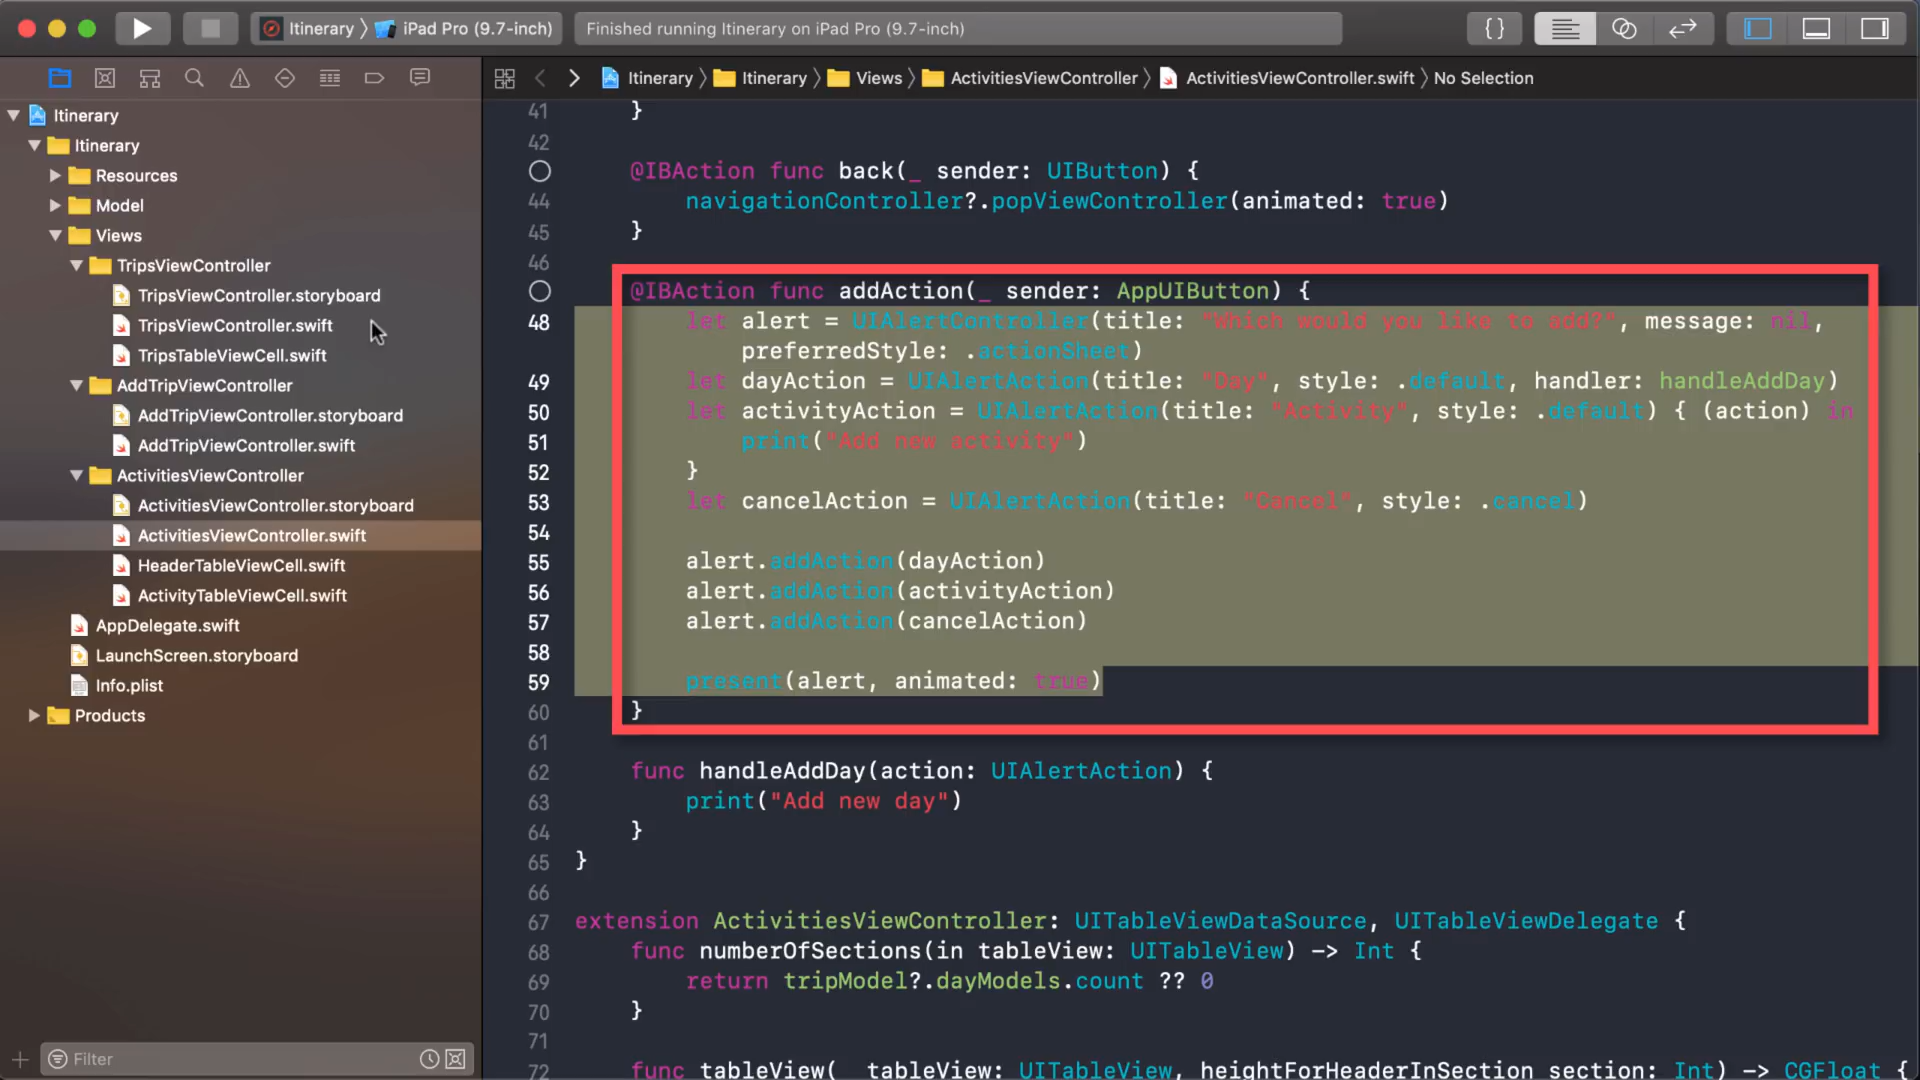 Itinerary 〉 iPad Pro (9.7-inch)
Finished running Itinerary on iPad Pro (9.7-inch)
{ }
Itinerary 〉 Itinerary 〉 Views 〉 ActivitiesViewController 〉 ActivitiesViewController.swift 〉 No Selection
Itinerary
Itinerary
Resources
Model
Views
TripsViewController
TripsViewController.storyboard
TripsViewController.swift
TripsTableViewCell.swift
AddTripViewController
AddTripViewController.storyboard
AddTripViewController.swift
ActivitiesViewController
ActivitiesViewController.storyboard
ActivitiesViewController.swift
HeaderTableViewCell.swift
ActivityTableViewCell.swift
AppDelegate.swift
LaunchScreen.storyboard
Info.plist
Products
Filter
41 }
42
@IBAction func back(_ sender: UIButton) {
44 navigationController?.popViewController(animated: true)
45 }
46
@IBAction func addAction(_ sender: AppUIButton) {
48 let alert = UIAlertController(title: "Which would you like to add?", message: nil,
preferredStyle: .actionSheet)
49 let dayAction = UIAlertAction(title: "Day", style: .default, handler: handleAddDay)
50 let activityAction = UIAlertAction(title: "Activity", style: .default) { (action) in
51 print("Add new activity")
52 }
53 let cancelAction = UIAlertAction(title: "Cancel", style: .cancel)
54
55 alert.addAction(dayAction)
56 alert.addAction(activityAction)
57 alert.addAction(cancelAction)
58
59 present(alert, animated: true)
60 }
61
62 func handleAddDay(action: UIAlertAction) {
63 print("Add new day")
64 }
65 }
66
67 extension ActivitiesViewController: UITableViewDataSource, UITableViewDelegate {
68 func numberOfSections(in tableView: UITableView) -> Int {
69 return tripModel?.dayModels.count ?? 0
70 }
71
72 func tableView(_ tableView: UITableView, heightForHeaderInSection section: Int) -> CGFloat {